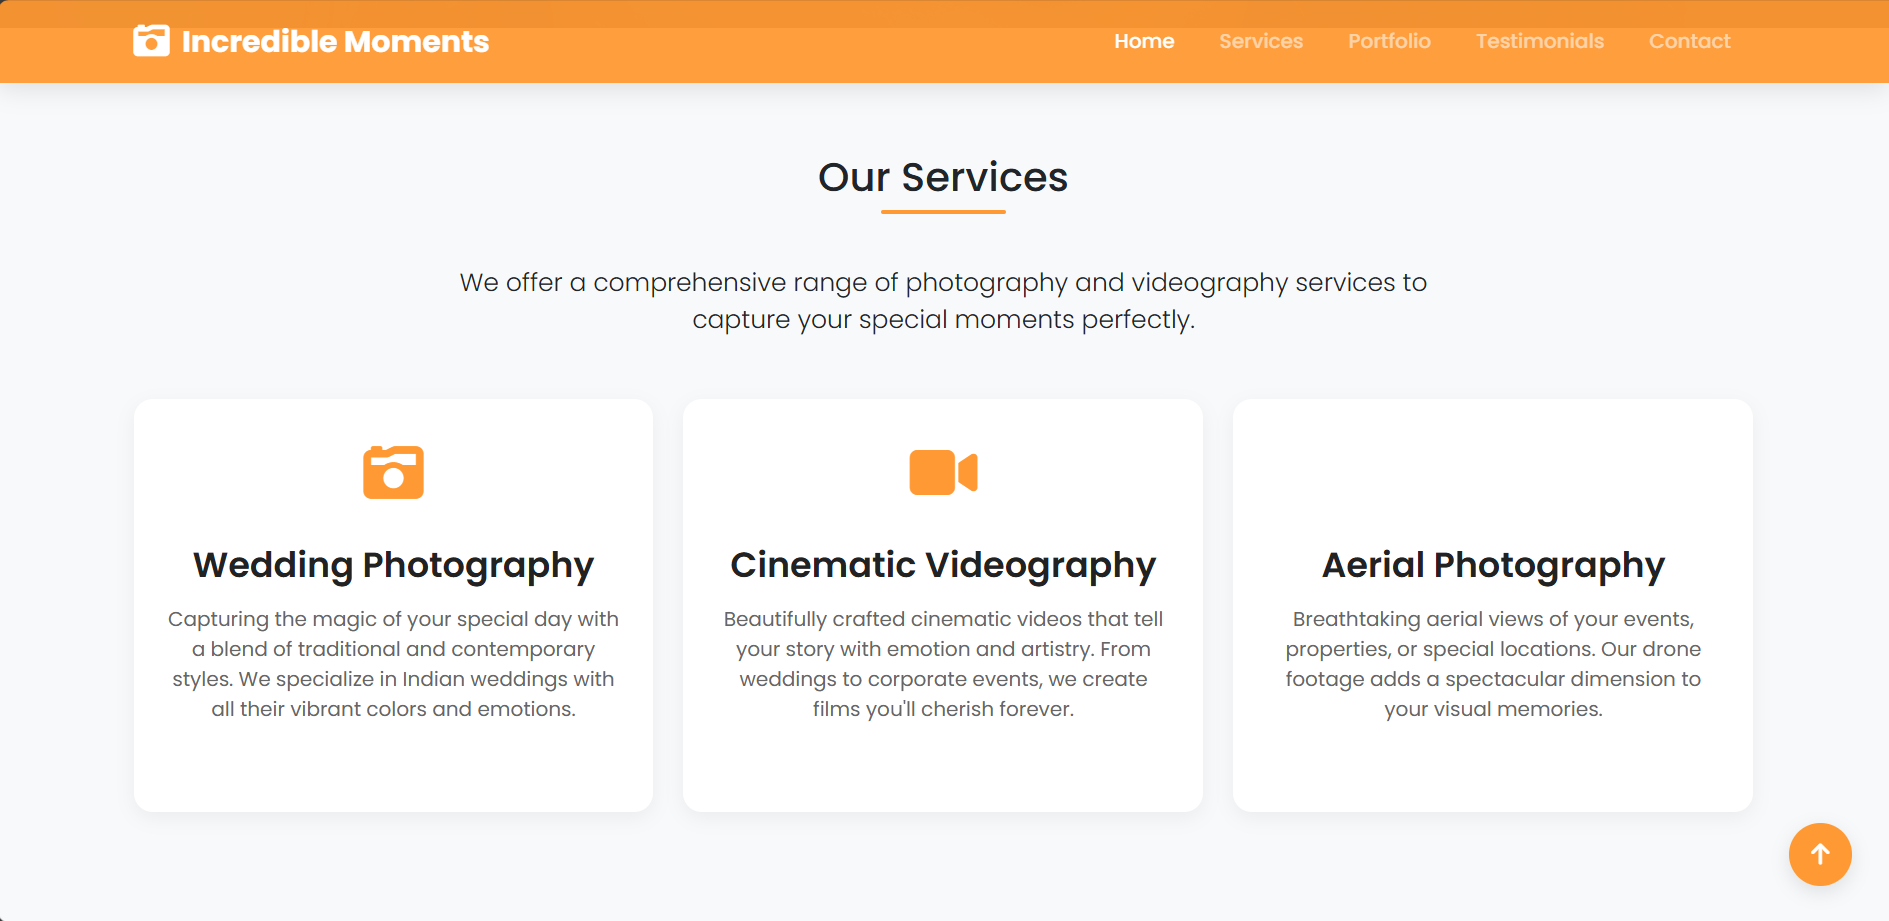 Incredible Moments
Home Services Portfolio Testimonials Contact
Our Services
We offer a comprehensive range of photography and videography services to
capture your special moments perfectly.
Wedding Photography
Capturing the magic of your special day with
a blend of traditional and contemporary
styles. We specialize in Indian weddings with
all their vibrant colors and emotions.
Cinematic Videography
Beautifully crafted cinematic videos that tell
your story with emotion and artistry. From
weddings to corporate events, we create
films you'll cherish forever.
Aerial Photography
Breathtaking aerial views of your events,
properties, or special locations. Our drone
footage adds a spectacular dimension to
your visual memories.